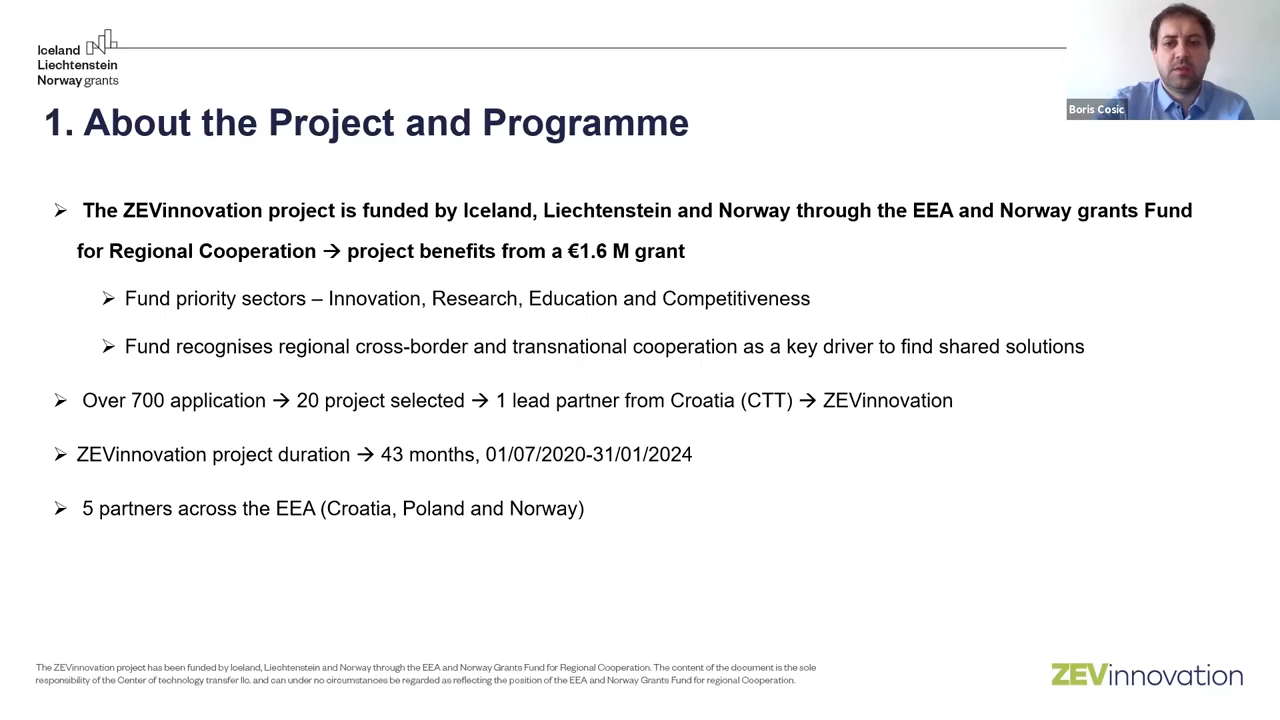 Iceland
Liechtenstein
Norway grants
Boris Cosic
1. About the Project and Programme
➢ The ZEVinnovation project is funded by Iceland, Liechtenstein and Norway through the EEA and Norway grants Fund
for Regional Cooperation → project benefits from a €1.6 M grant
➢ Fund priority sectors – Innovation, Research, Education and Competitiveness
➢ Fund recognises regional cross-border and transnational cooperation as a key driver to find shared solutions
➢ Over 700 application → 20 project selected → 1 lead partner from Croatia (CTT) → ZEVinnovation
➢ ZEVinnovation project duration → 43 months, 01/07/2020-31/01/2024
➢ 5 partners across the EEA (Croatia, Poland and Norway)
The ZEVinnovation project has been funded by Iceland, Liechtenstein and Norway through the EEA and Norway Grants Fund for Regional Cooperation. The content of the document is the sole
responsibility of the Center of technology transfer llc. and can under no circumstances be regarded as reflecting the position of the EEA and Norway Grants Fund for regional Cooperation.
ZEVinnovation